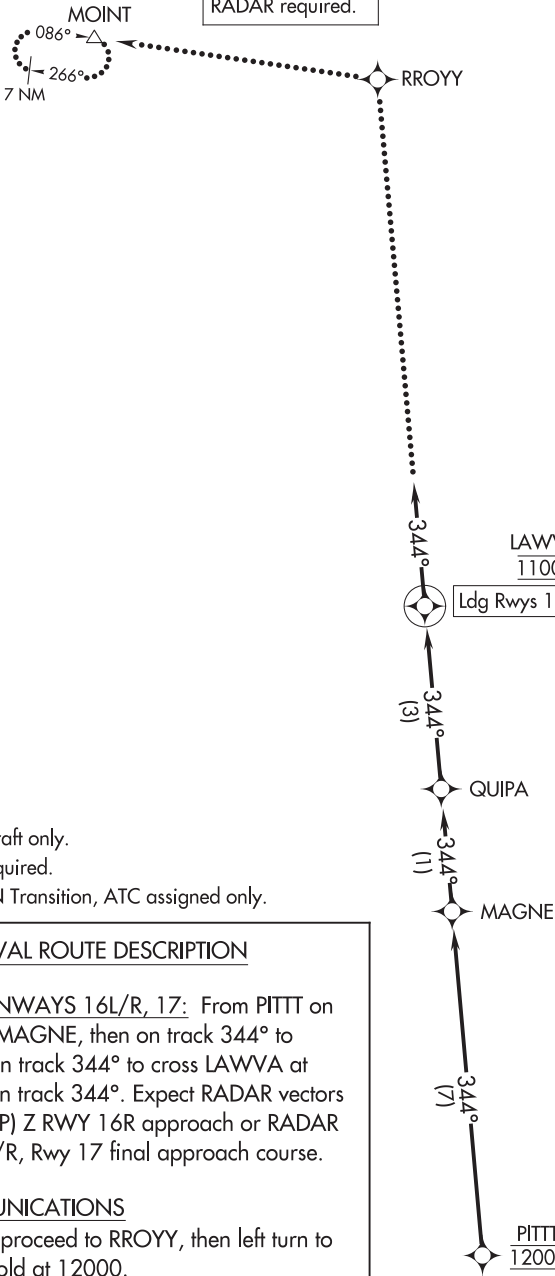 RADAR required.
MOINT
086°
266°
7 NM
RROYY
344°
LAWV
1100
Ldg Rwys 1
344°
(3)
QUIPA
344°
(1)
MAGNE
344°
(7)
PITTT
1200
raft only.
quired.
N Transition, ATC assigned only.
VAL ROUTE DESCRIPTION
NWAYS 16L/R, 17: From PITTT on
MAGNE, then on track 344° to
n track 344° to cross LAWVA at
n track 344°. Expect RADAR vectors
P) Z RWY 16R approach or RADAR
/R, Rwy 17 final approach course.
UNICATIONS
proceed to RROYY, then left turn to
old at 12000.